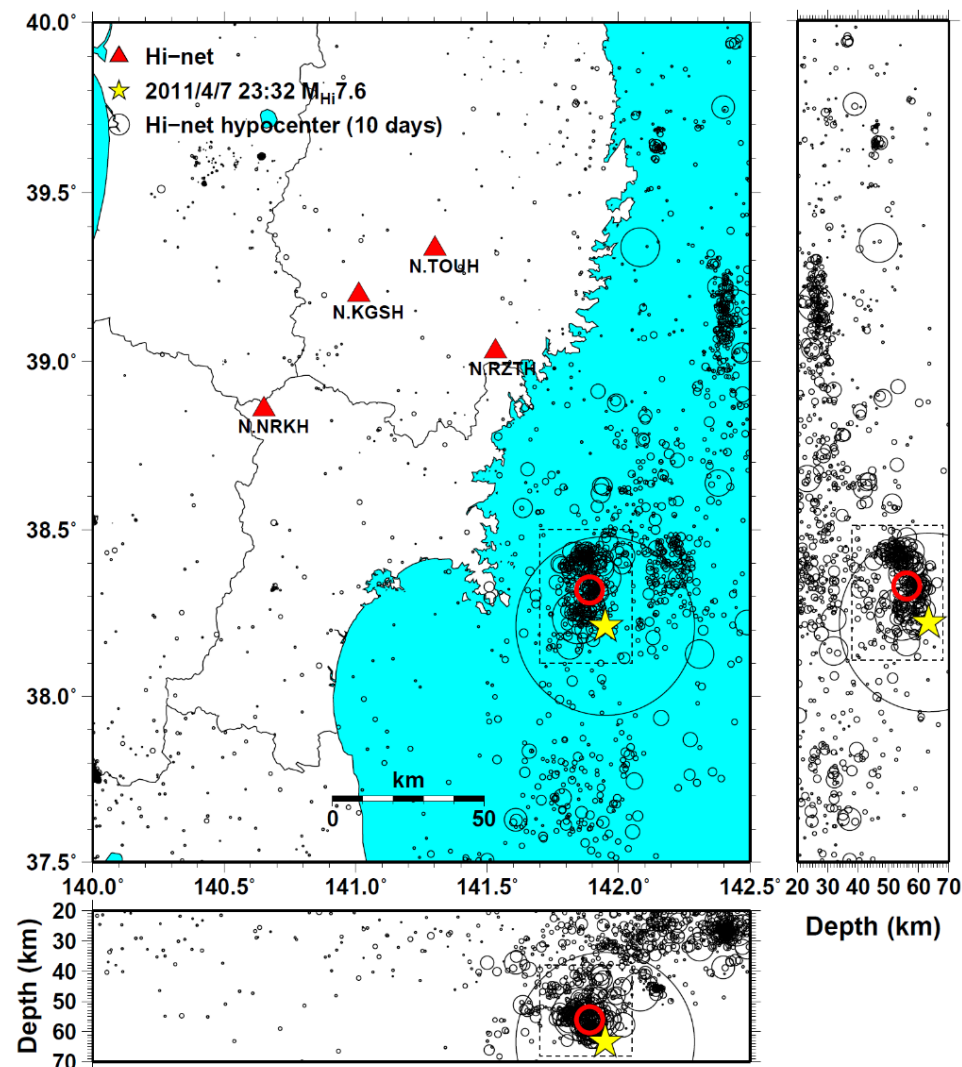 Hi−net
2011/4/7 23:32 MHi7.6
Hi−net hypocenter (10 days)
N.TOUH
N.KGSH
N.RZTH
N.NRKH
km
0 50
40.0˚
39.5˚
39.0˚
38.5˚
38.0˚
37.5˚
140.0˚ 140.5˚ 141.0˚ 141.5˚ 142.0˚ 142.5˚
20 30 40 50 60 70
Depth (km)
Depth (km)
20
30
40
50
60
70